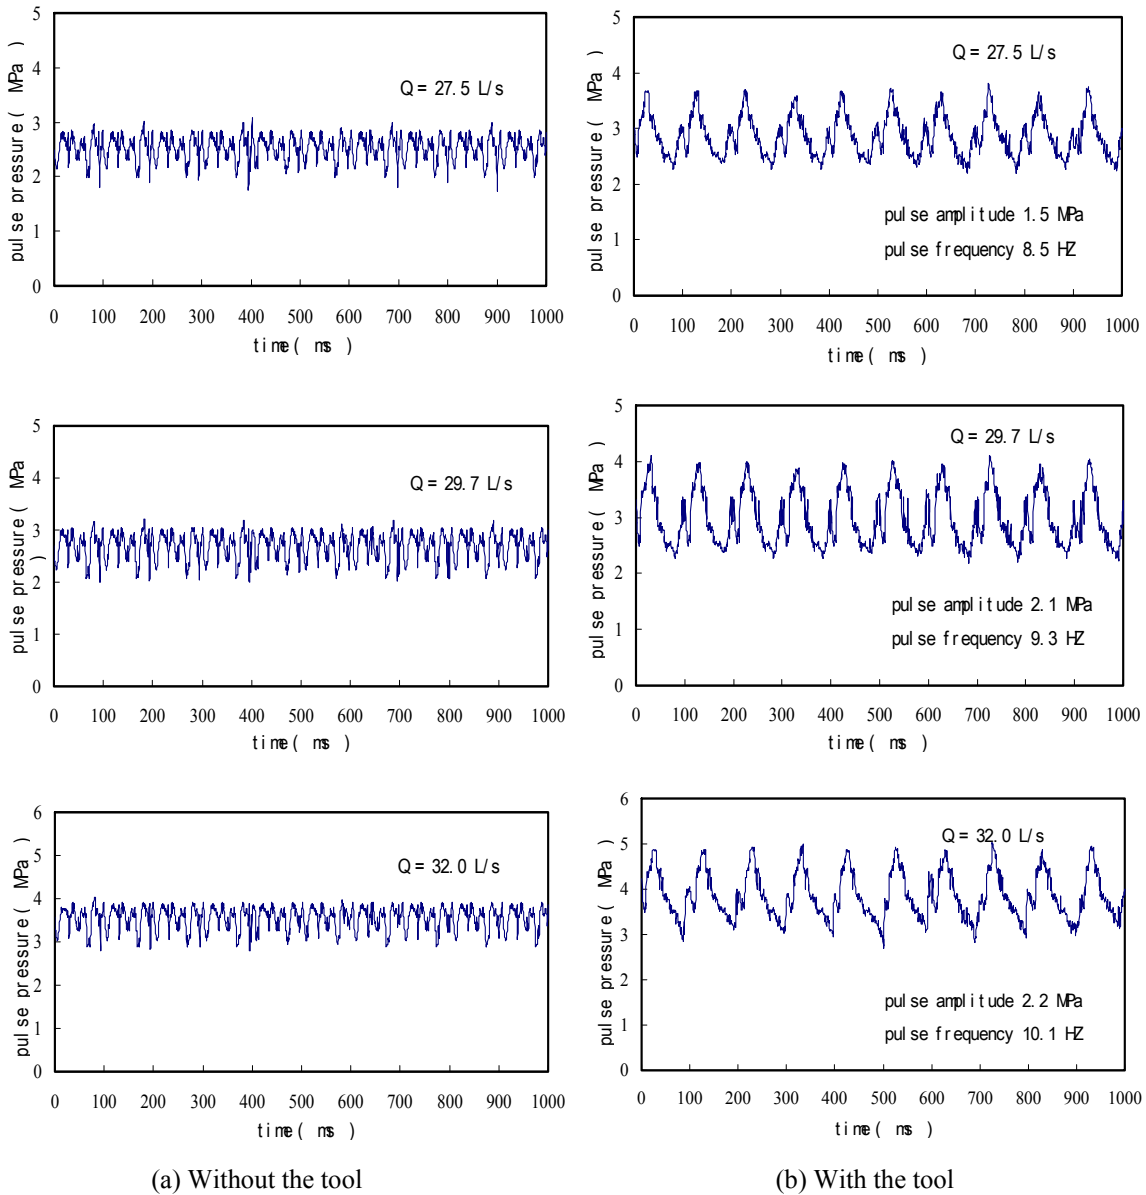 5
4
3
2
1
0
pulse pressure( MPa )
Q = 27.5 L/s
0 100 200 300 400 500 600 700 800 900 1000
time( ms )
5
4
3
2
1
0
pulse pressure( MPa )
Q = 27.5 L/s
pulse amplitude 1.5 MPa
pulse frequency 8.5 HZ
0 100 200 300 400 500 600 700 800 900 1000
time( ms )
5
4
3
2
1
0
pulse pressure( MPa
)
Q = 29.7 L/s
0 100 200 300 400 500 600 700 800 900 1000
time( ms )
5
4
3
2
1
0
pulse pressure( MPa)
Q = 29.7 L/s
pulse amplitude 2.1 MPa
pulse frequency 9.3 HZ
0 100 200 300 400 500 600 700 800 900 1000
time( ms )
6
5
4
3
2
1
0
pulse pressure( MPa )
Q = 32.0 L/s
0 100 200 300 400 500 600 700 800 900 1000
time( ms )
6
5
4
3
2
1
0
pulse pressure( MPa )
Q = 32.0 L/s
pulse amplitude 2.2 MPa
pulse frequency 10.1 HZ
0 100 200 300 400 500 600 700 800 900 1000
time( ms )
(a) Without the tool
(b) With the tool